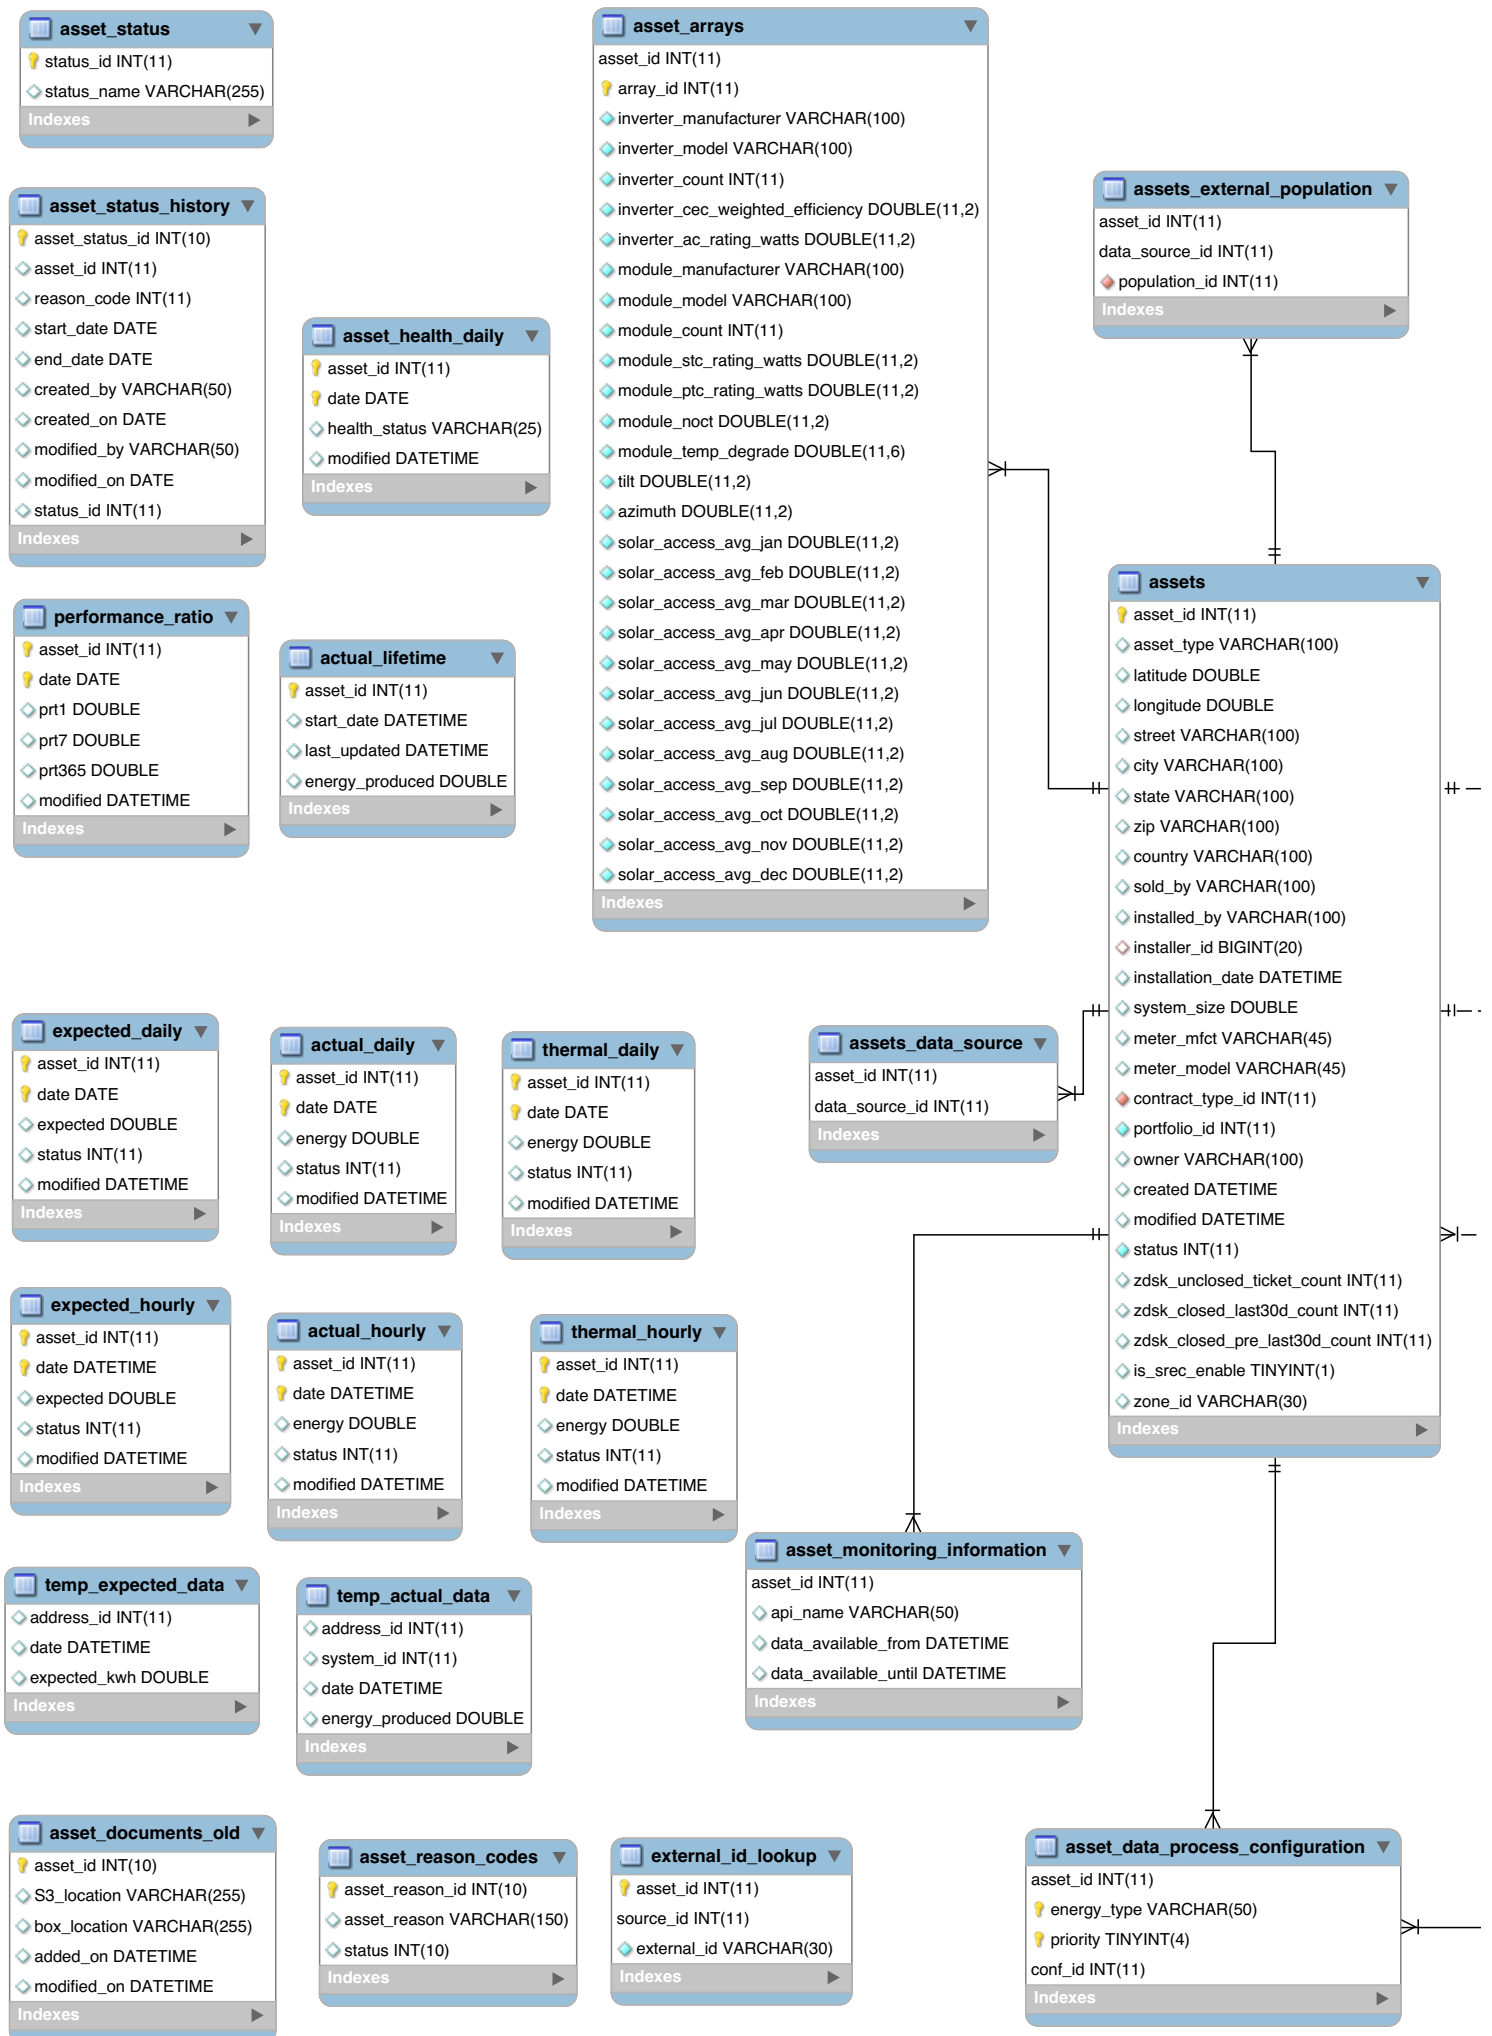 asset_status
status_id INT(11)
status_name VARCHAR(255)
Indexes
asset_status_history
asset_status_id INT(10)
asset_id INT(11)
reason_code INT(11)
start_date DATE
end_date DATE
created_by VARCHAR(50)
created_on DATE
modified_by VARCHAR(50)
modified_on DATE
status_id INT(11)
Indexes
asset_health_daily
asset_id INT(11)
date DATE
health_status VARCHAR(25)
modified DATETIME
Indexes
performance_ratio
asset_id INT(11)
date DATE
prt1 DOUBLE
prt7 DOUBLE
prt365 DOUBLE
modified DATETIME
Indexes
actual_lifetime
asset_id INT(11)
start_date DATETIME
last_updated DATETIME
energy_produced DOUBLE
Indexes
asset_arrays
asset_id INT(11)
array_id INT(11)
inverter_manufacturer VARCHAR(100)
inverter_model VARCHAR(100)
inverter_count INT(11)
inverter_cec_weighted_efficiency DOUBLE(11,2)
inverter_ac_rating_watts DOUBLE(11,2)
module_manufacturer VARCHAR(100)
module_model VARCHAR(100)
module_count INT(11)
module_stc_rating_watts DOUBLE(11,2)
module_ptc_rating_watts DOUBLE(11,2)
module_noct DOUBLE(11,2)
module_temp_degrade DOUBLE(11,6)
tilt DOUBLE(11,2)
azimuth DOUBLE(11,2)
solar_access_avg_jan DOUBLE(11,2)
solar_access_avg_feb DOUBLE(11,2)
solar_access_avg_mar DOUBLE(11,2)
solar_access_avg_apr DOUBLE(11,2)
solar_access_avg_may DOUBLE(11,2)
solar_access_avg_jun DOUBLE(11,2)
solar_access_avg_jul DOUBLE(11,2)
solar_access_avg_aug DOUBLE(11,2)
solar_access_avg_sep DOUBLE(11,2)
solar_access_avg_oct DOUBLE(11,2)
solar_access_avg_nov DOUBLE(11,2)
solar_access_avg_dec DOUBLE(11,2)
Indexes
assets_external_population
asset_id INT(11)
data_source_id INT(11)
population_id INT(11)
Indexes
assets
asset_id INT(11)
asset_type VARCHAR(100)
latitude DOUBLE
longitude DOUBLE
street VARCHAR(100)
city VARCHAR(100)
state VARCHAR(100)
zip VARCHAR(100)
country VARCHAR(100)
sold_by VARCHAR(100)
installed_by VARCHAR(100)
installer_id BIGINT(20)
installation_date DATETIME
system_size DOUBLE
meter_mfct VARCHAR(45)
meter_model VARCHAR(45)
contract_type_id INT(11)
portfolio_id INT(11)
owner VARCHAR(100)
created DATETIME
modified DATETIME
status INT(11)
zdsk_unclosed_ticket_count INT(11)
zdsk_closed_last30d_count INT(11)
zdsk_closed_pre_last30d_count INT(11)
is_srec_enable TINYINT(1)
zone_id VARCHAR(30)
Indexes
expected_daily
asset_id INT(11)
date DATE
expected DOUBLE
status INT(11)
modified DATETIME
Indexes
actual_daily
asset_id INT(11)
date DATE
energy DOUBLE
status INT(11)
modified DATETIME
Indexes
thermal_daily
asset_id INT(11)
date DATE
energy DOUBLE
status INT(11)
modified DATETIME
Indexes
assets_data_source
asset_id INT(11)
data_source_id INT(11)
Indexes
expected_hourly
asset_id INT(11)
date DATETIME
expected DOUBLE
status INT(11)
modified DATETIME
Indexes
actual_hourly
asset_id INT(11)
date DATETIME
energy DOUBLE
status INT(11)
modified DATETIME
Indexes
thermal_hourly
asset_id INT(11)
date DATETIME
energy DOUBLE
status INT(11)
modified DATETIME
Indexes
asset_monitoring_information
asset_id INT(11)
api_name VARCHAR(50)
data_available_from DATETIME
data_available_until DATETIME
Indexes
temp_expected_data
address_id INT(11)
date DATETIME
expected_kwh DOUBLE
Indexes
temp_actual_data
address_id INT(11)
system_id INT(11)
date DATETIME
energy_produced DOUBLE
Indexes
asset_documents_old
asset_id INT(10)
S3_location VARCHAR(255)
box_location VARCHAR(255)
added_on DATETIME
modified_on DATETIME
Indexes
asset_reason_codes
asset_reason_id INT(10)
asset_reason VARCHAR(150)
status INT(10)
Indexes
external_id_lookup
asset_id INT(11)
source_id INT(11)
external_id VARCHAR(30)
Indexes
asset_data_process_configuration
asset_id INT(11)
energy_type VARCHAR(50)
priority TINYINT(4)
conf_id INT(11)
Indexes